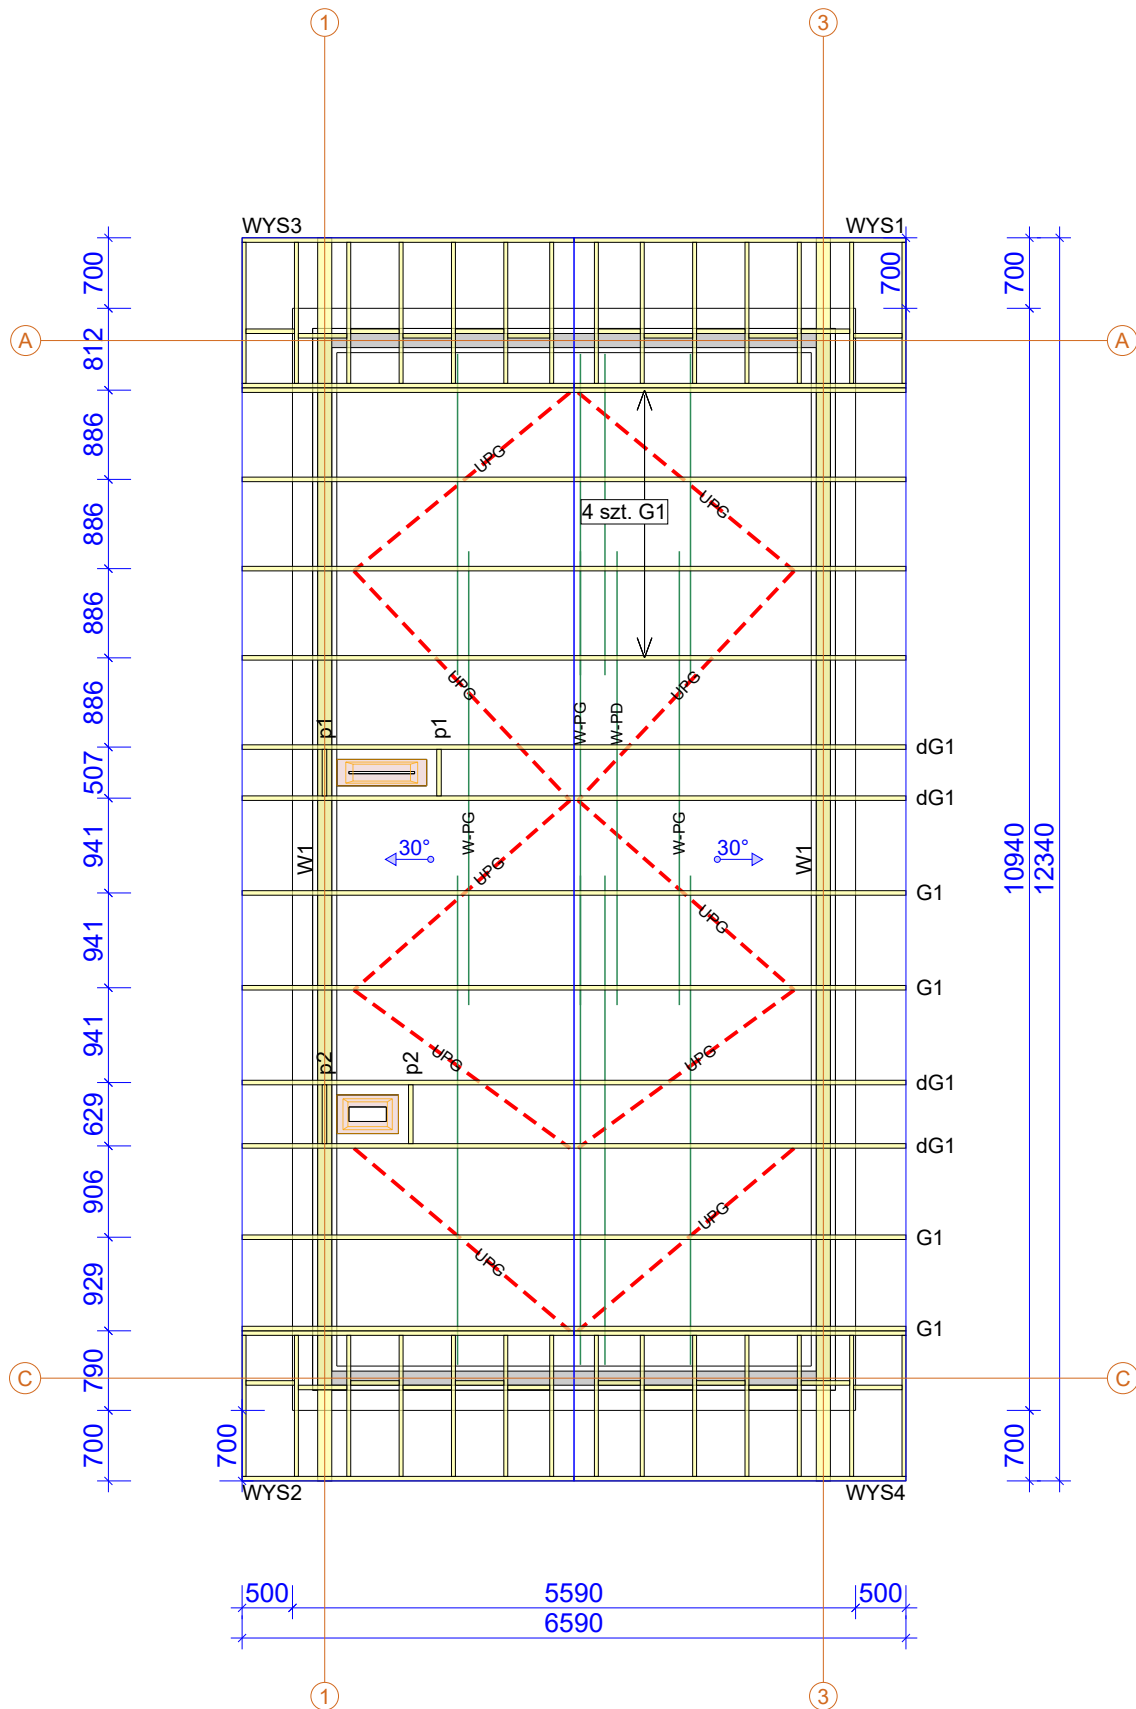 1
3
WYS3
WYS1
700
700
700
A
812
A
886
UPG
UPG
4 szt. G1
886
886
UPG
UPG
886
p1
p1
W-PG
W-PD
dG1
507
dG1
941
W1
30°
W-PG
UPG
W-PG
30°
W1
10940
12340
G1
941
UPG
G1
941
p2
p2
UPG
UPG
dG1
629
dG1
906
UPG
G1
929
UPG
G1
790
C
C
700
700
700
WYS2
WYS4
500
5590
500
6590
1
3